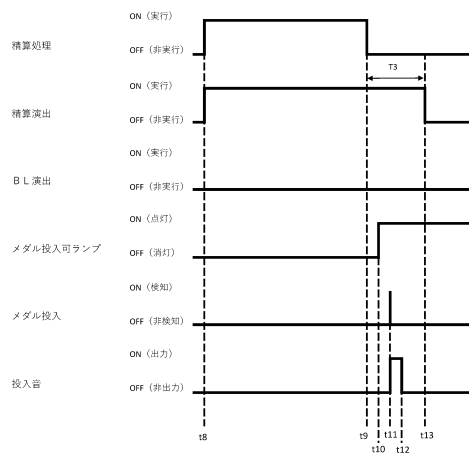 精算処理
ON（実行）
OFF（非実行）
T3
精算演出
ON（実行）
OFF（非実行）
ＢＬ演出
ON（実行）
OFF（非実行）
メダル投入可ランプ
ON（点灯）
OFF（消灯）
メダル投入
ON（検知）
OFF（非検知）
投入音
ON（出力）
OFF（非出力）
t8
t9
t10
t11
t12
t13